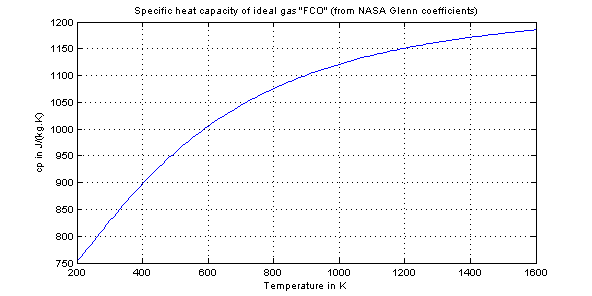 Specific heat capacity of ideal gas "FCO" (from NASA Glenn coefficients)
1200
1150
1100
1050
1000
950
900
850
800
750
cp in J/(kg.K)
200 400 600 800 1000 1200 1400 1600
Temperature in K